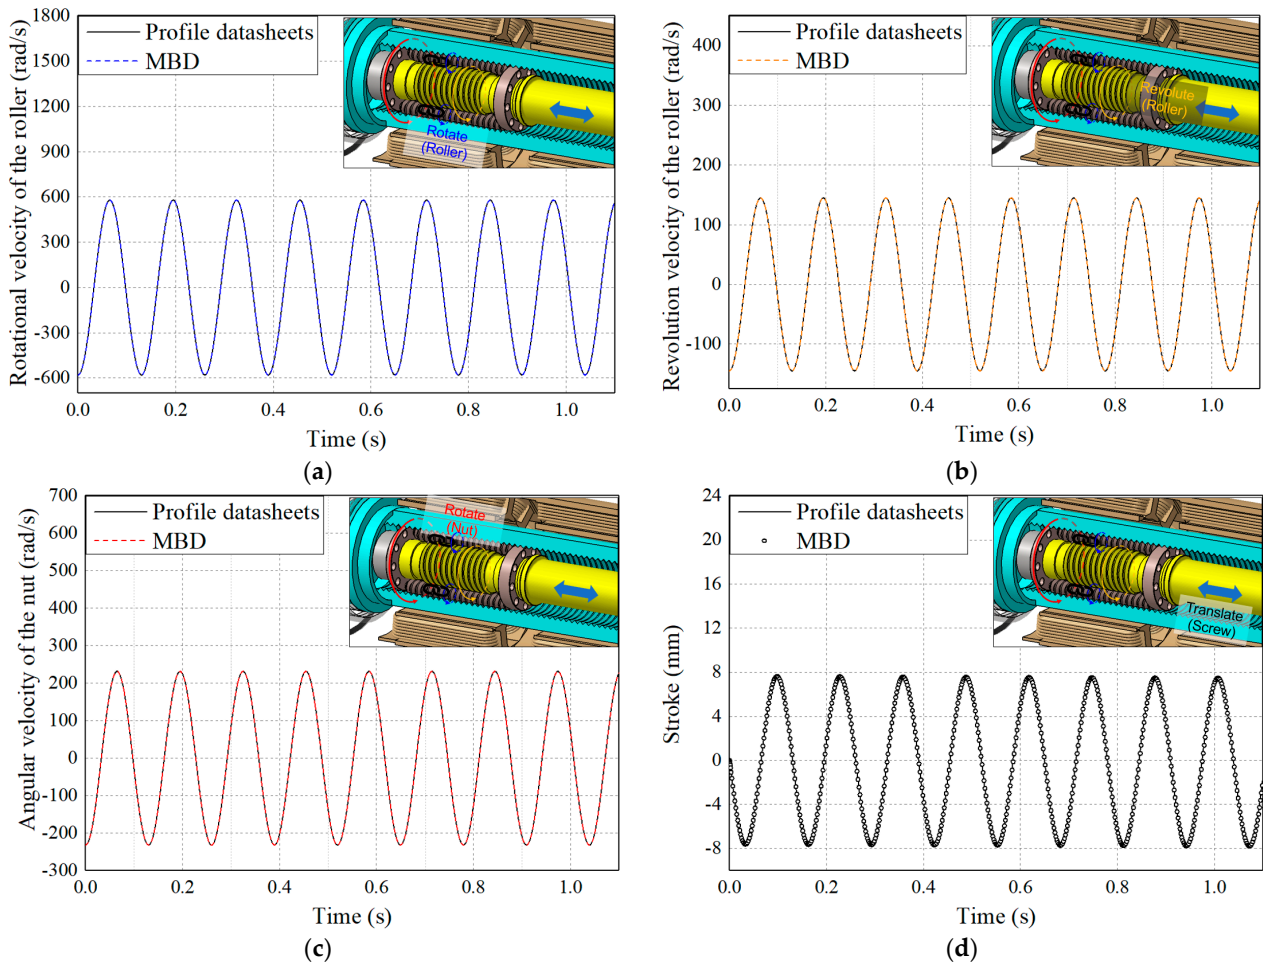 1800
1500
1200
900
600
300
0
-300
-600
Rotational velocity of the roller (rad/s)
Profile datasheets
MBD
Rotate
(Roller)
0.0 0.2 0.4 0.6 0.8 1.0
Time (s)
(a)
400
300
200
100
0
-100
Revolution velocity of the roller (rad/s)
Profile datasheets
MBD
Revolute
(Roller)
0.0 0.2 0.4 0.6 0.8 1.0
Time (s)
(b)
700
600
500
400
300
200
100
0
-100
-200
-300
Angular velocity of the nut (rad/s)
Profile datasheets
MBD
Rotate
(Nut)
0.0 0.2 0.4 0.6 0.8 1.0
Time (s)
(c)
24
20
16
12
8
4
0
-4
-8
Stroke (mm)
Profile datasheets
MBD
Translate
(Screw)
0.0 0.2 0.4 0.6 0.8 1.0
Time (s)
(d)